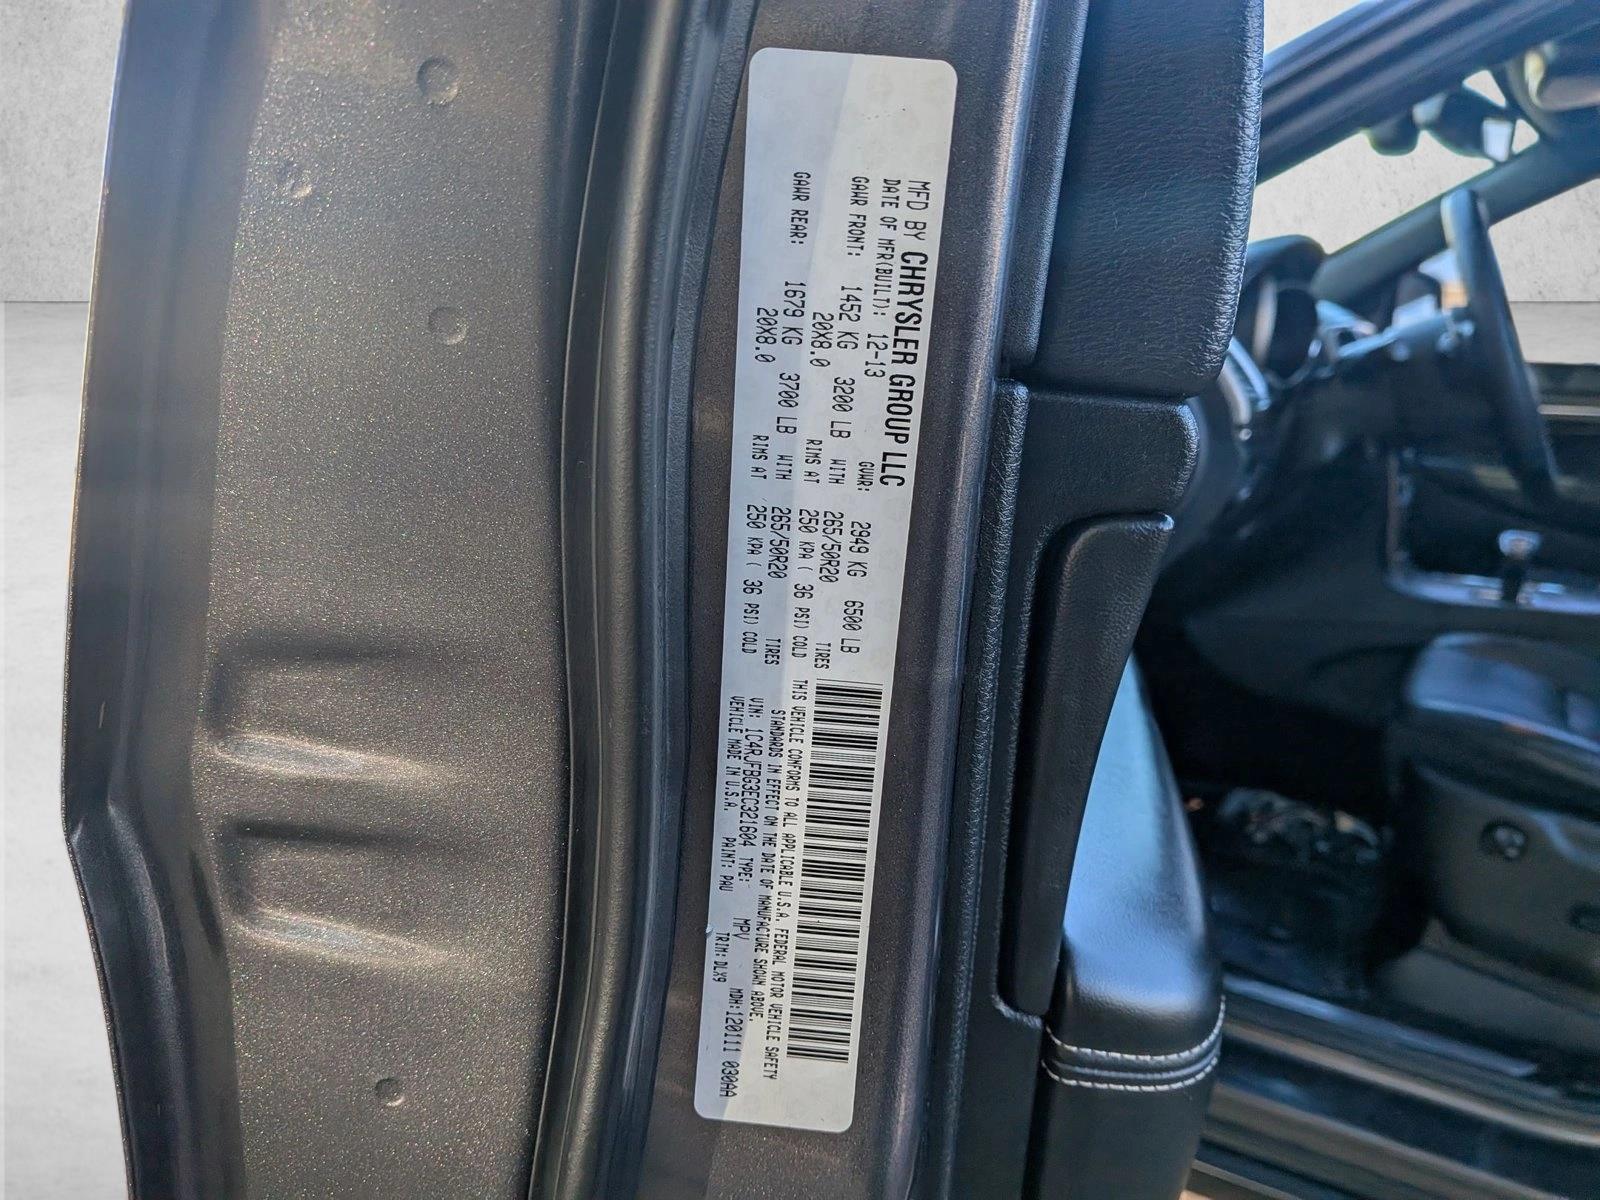 MFD BY CHRYSLER GROUP LLC
DATE OF MFR(BUILT): 12-13 GVWR: 2949 KG 6500 LB
GAWR FRONT: 1452 KG 3200 LB WITH 265/50R20 TIRES
20X8.0 RIMS AT 250 KPA ( 36 PSI) COLD
GAWR REAR: 1679 KG 3700 LB WITH 265/50R20 TIRES
20X8.0 RIMS AT 250 KPA ( 36 PSI) COLD
THIS VEHICLE CONFORMS TO ALL APPLICABLE U.S.A. FEDERAL MOTOR VEHICLE SAFETY
STANDARDS IN EFFECT ON THE DATE OF MANUFACTURE SHOWN ABOVE.
VIN: 1C4RJFBG3EC321604 TYPE: MPV MDH:120111 030AA
VEHICLE MADE IN U.S.A. PAINT: PAU TRIM: DLX9